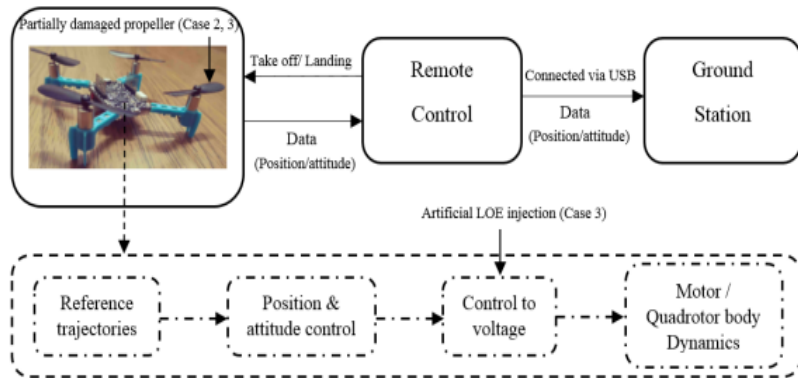 Partially damaged propeller (Case 2, 3)
Take off/ Landing
Data
(Position/attitude)
Remote
Control
Connected via USB
Data
(Position/attitude)
Ground
Station
Artificial LOE injection (Case 3)
Reference
trajectories
Position &
attitude control
Control to
voltage
Motor /
Quadrotor body
Dynamics